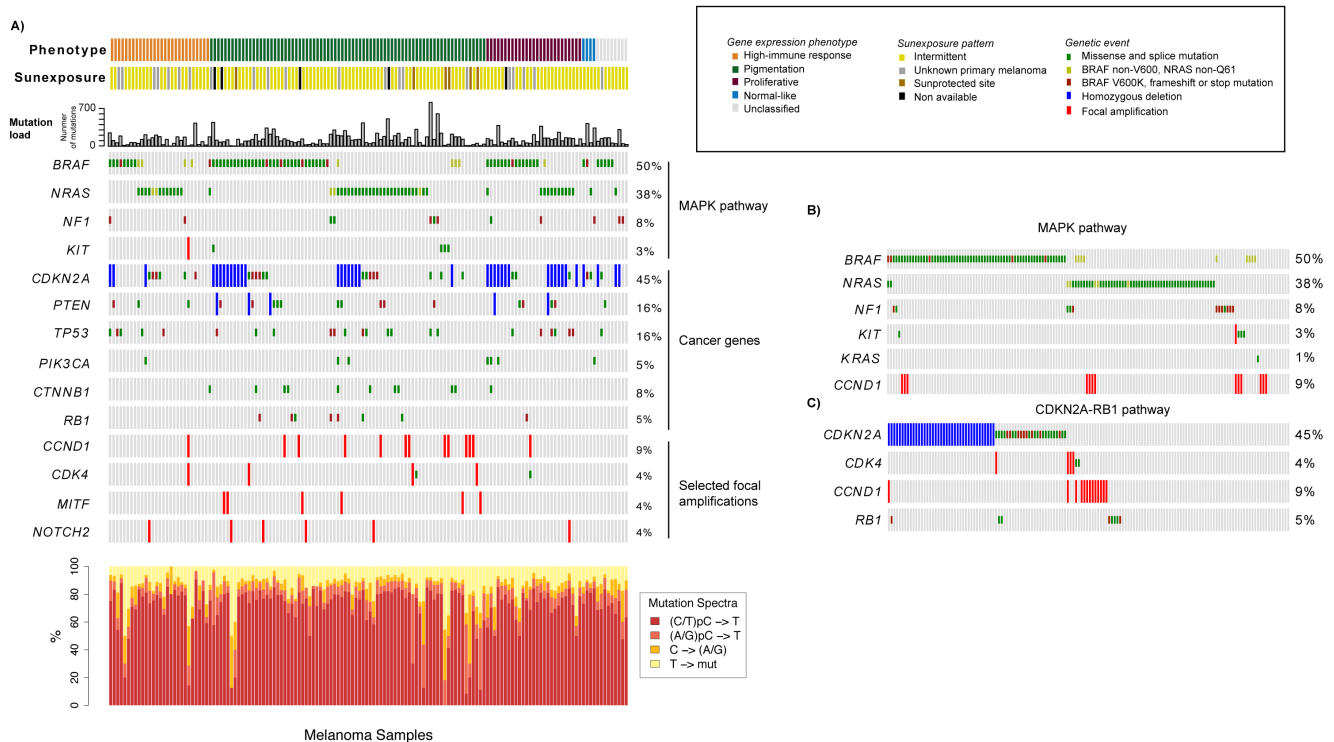 A)
Phenotype
Sunexposure
Mutation
load
Nunmer
of mutations
700
0
BRAF 50%
NRAS 38%
NF1 8%
KIT 3%
CDKN2A 45%
PTEN 16%
TP53 16%
PIK3CA 5%
CTNNB1 8%
RB1 5%
CCND1 9%
CDK4 4%
MITF 4%
NOTCH2 4%
MAPK pathway
Cancer genes
Selected focal
amplifications
%
100
80
60
40
20
0
Melanoma Samples
Mutation Spectra
(C/T)pC −> T
(A/G)pC −> T
C −> (A/G)
T −> mut
Gene expression phenotype
High-immune response
Pigmentation
Proliferative
Normal-like
Unclassified
Sunexposure pattern
Intermittent
Unknown primary melanoma
Sunprotected site
Non available
Genetic event
Missense and splice mutation
BRAF non-V600, NRAS non-Q61
BRAF V600K, frameshift or stop mutation
Homozygous deletion
Focal amplification
B)
MAPK pathway
BRAF 50%
NRAS 38%
NF1 8%
KIT 3%
KRAS 1%
CCND1 9%
C)
CDKN2A-RB1 pathway
CDKN2A 45%
CDK4 4%
CCND1 9%
RB1 5%